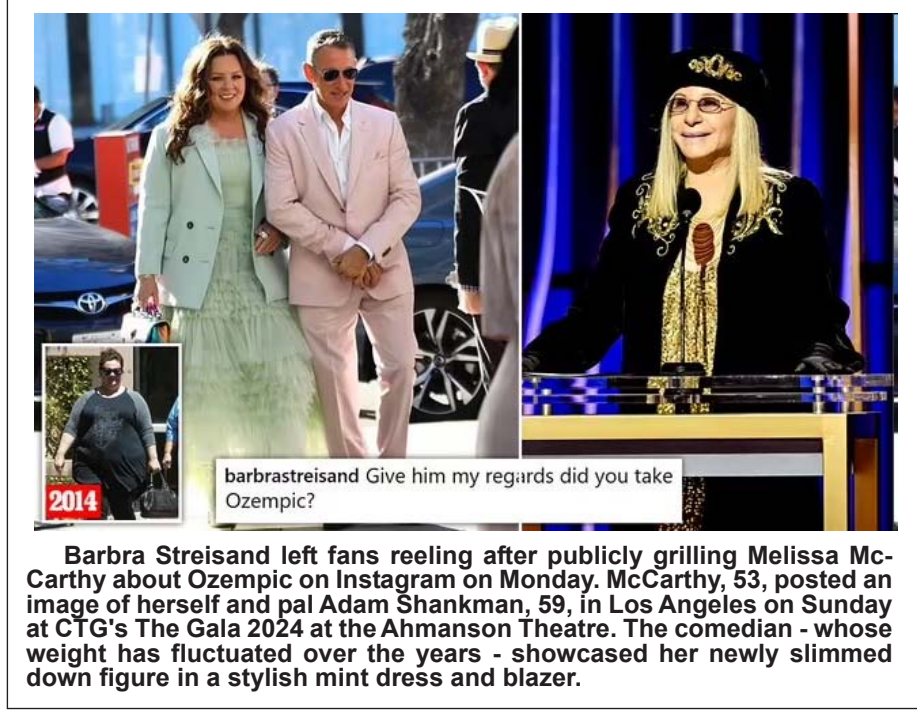 2014
barbrastreisand Give him my regards did you take
Ozempic?
Barbra Streisand left fans reeling after publicly grilling Melissa Mc-
Carthy about Ozempic on Instagram on Monday. McCarthy, 53, posted an
image of herself and pal Adam Shankman, 59, in Los Angeles on Sunday
at CTG's The Gala 2024 at the Ahmanson Theatre. The comedian - whose
weight has fluctuated over the years - showcased her newly slimmed
down figure in a stylish mint dress and blazer.